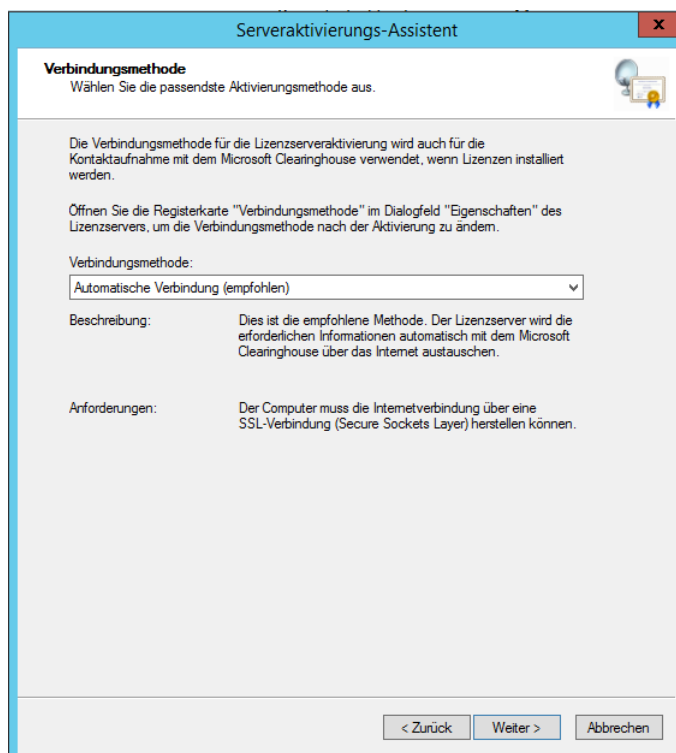 Serveraktivierungs-Assistent
x
Verbindungsmethode
Wählen Sie die passendste Aktivierungsmethode aus.
Die Verbindungsmethode für die Lizenzserveraktivierung wird auch für die
Kontaktaufnahme mit dem Microsoft Clearinghouse verwendet, wenn Lizenzen installiert
werden.
Öffnen Sie die Registerkarte "Verbindungsmethode" im Dialogfeld "Eigenschaften" des
Lizenzservers, um die Verbindungsmethode nach der Aktivierung zu ändern.
Verbindungsmethode:
Automatische Verbindung (empfohlen)
Beschreibung: Dies ist die empfohlene Methode. Der Lizenzserver wird die
erforderlichen Informationen automatisch mit dem Microsoft
Clearinghouse über das Internet austauschen.
Anforderungen: Der Computer muss die Internetverbindung über eine
SSL-Verbindung (Secure Sockets Layer) herstellen können.
< Zurück Weiter > Abbrechen